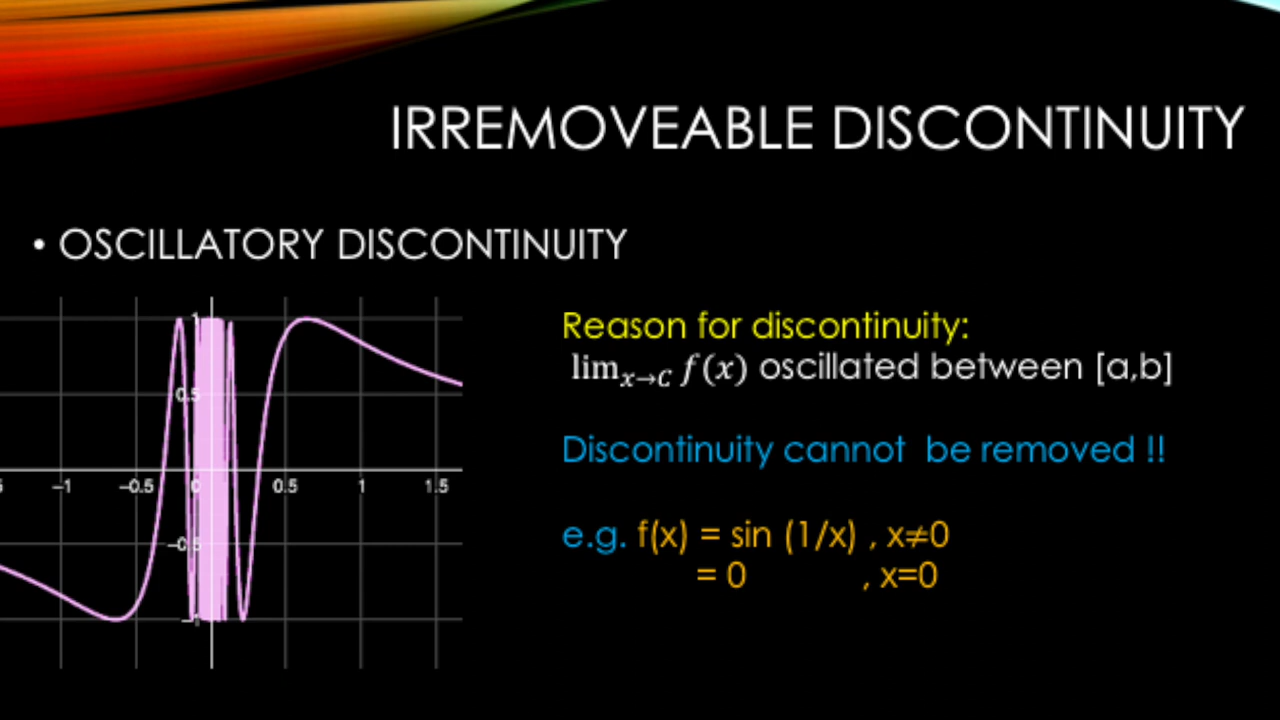 IRREMOVEABLE DISCONTINUITY
• OSCILLATORY DISCONTINUITY
1
0.5
−1 −0.5 0 0.5 1 1.5
−0.5
−1
Reason for discontinuity:
lim x→C f(x) oscillated between [a,b]
Discontinuity cannot be removed !!
e.g. f(x) = sin (1/x) , x≠0
= 0 , x=0